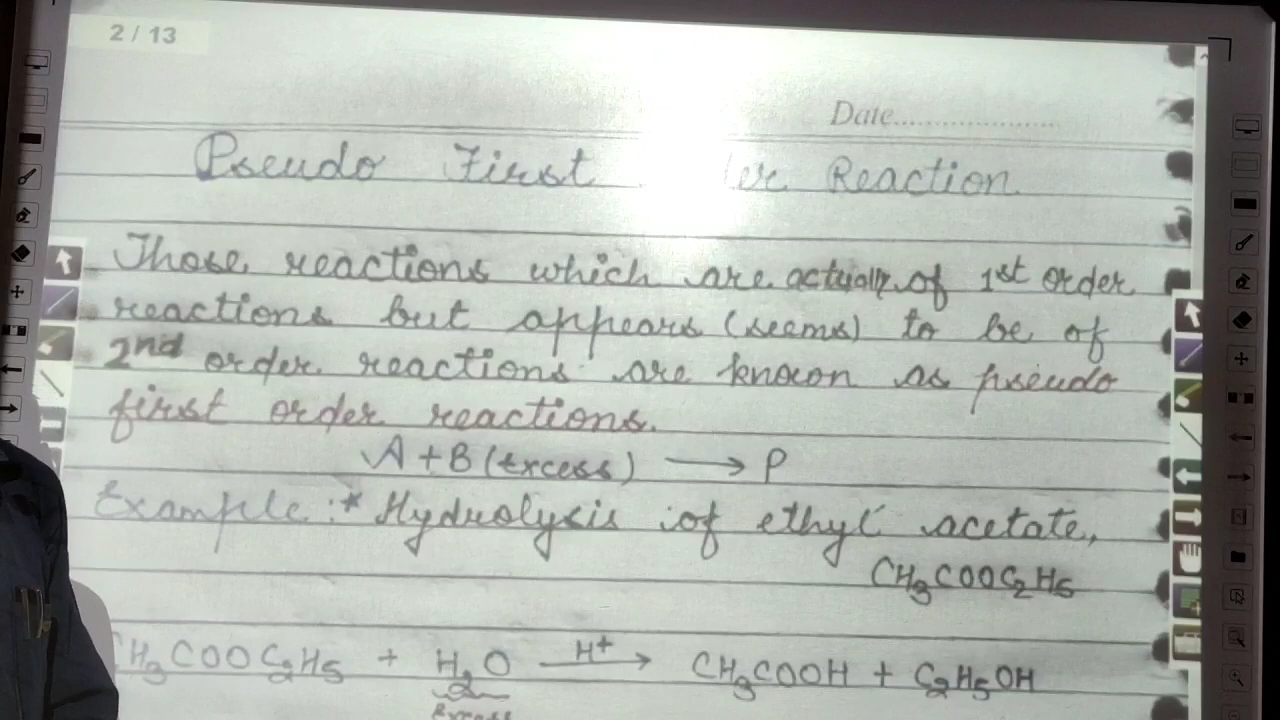 2 / 13
Date....................
Pseudo First er Reaction
Those reactions which are actually of 1st order
reactions but appears (seems) to be of
2nd order reactions are known as pseudo
first order reactions.
A + B (Excess) ⟶ P
Example :* Hydrolysis of ethyl acetate,
CH₃COOC₂H₅
CH₃COOC₂H₅ + H₂O —H⁺→ CH₃COOH + C₂H₅OH
Excess